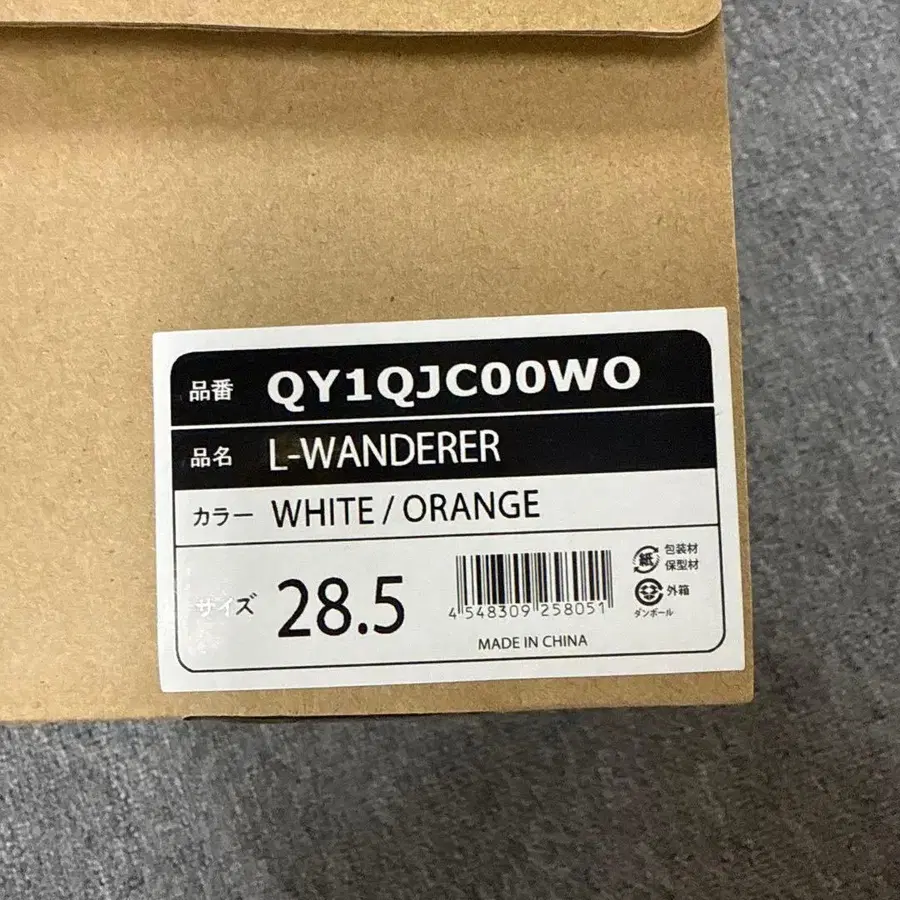 品番 QY1QJC00WO
品名 L-WANDERER
カラー WHITE / ORANGE
サイズ 28.5
4 548309 258051
MADE IN CHINA
紙 包装材
保型材
外箱
ダンボール